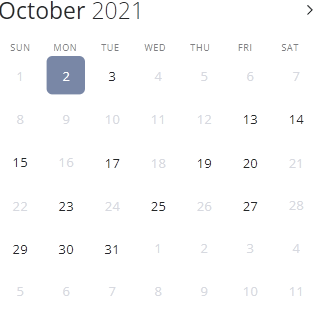 October 2021 >
SUN MON TUE WED THU FRI SAT
1 2 3 4 5 6 7
8 9 10 11 12 13 14
15 16 17 18 19 20 21
22 23 24 25 26 27 28
29 30 31 1 2 3 4
5 6 7 8 9 10 11